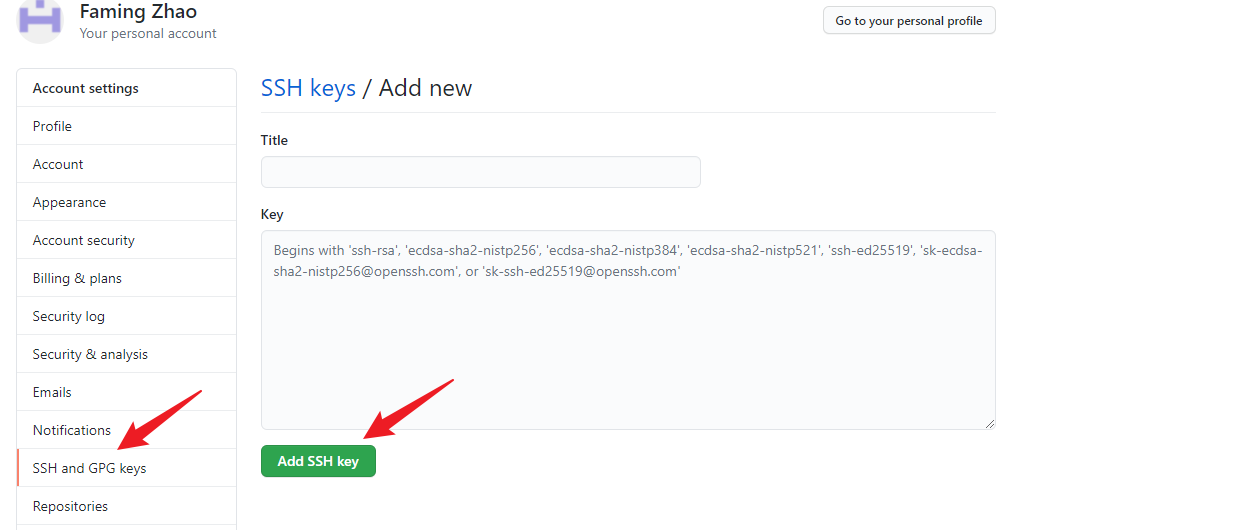 Faming Zhao
Your personal account
Go to your personal profile
Account settings
Profile
Account
Appearance
Account security
Billing & plans
Security log
Security & analysis
Emails
Notifications
SSH and GPG keys
Repositories
SSH keys / Add new
Title
Key
Begins with 'ssh-rsa', 'ecdsa-sha2-nistp256', 'ecdsa-sha2-nistp384', 'ecdsa-sha2-nistp521', 'ssh-ed25519', 'sk-ecdsa-
sha2-nistp256@openssh.com', or 'sk-ssh-ed25519@openssh.com'
Add SSH key